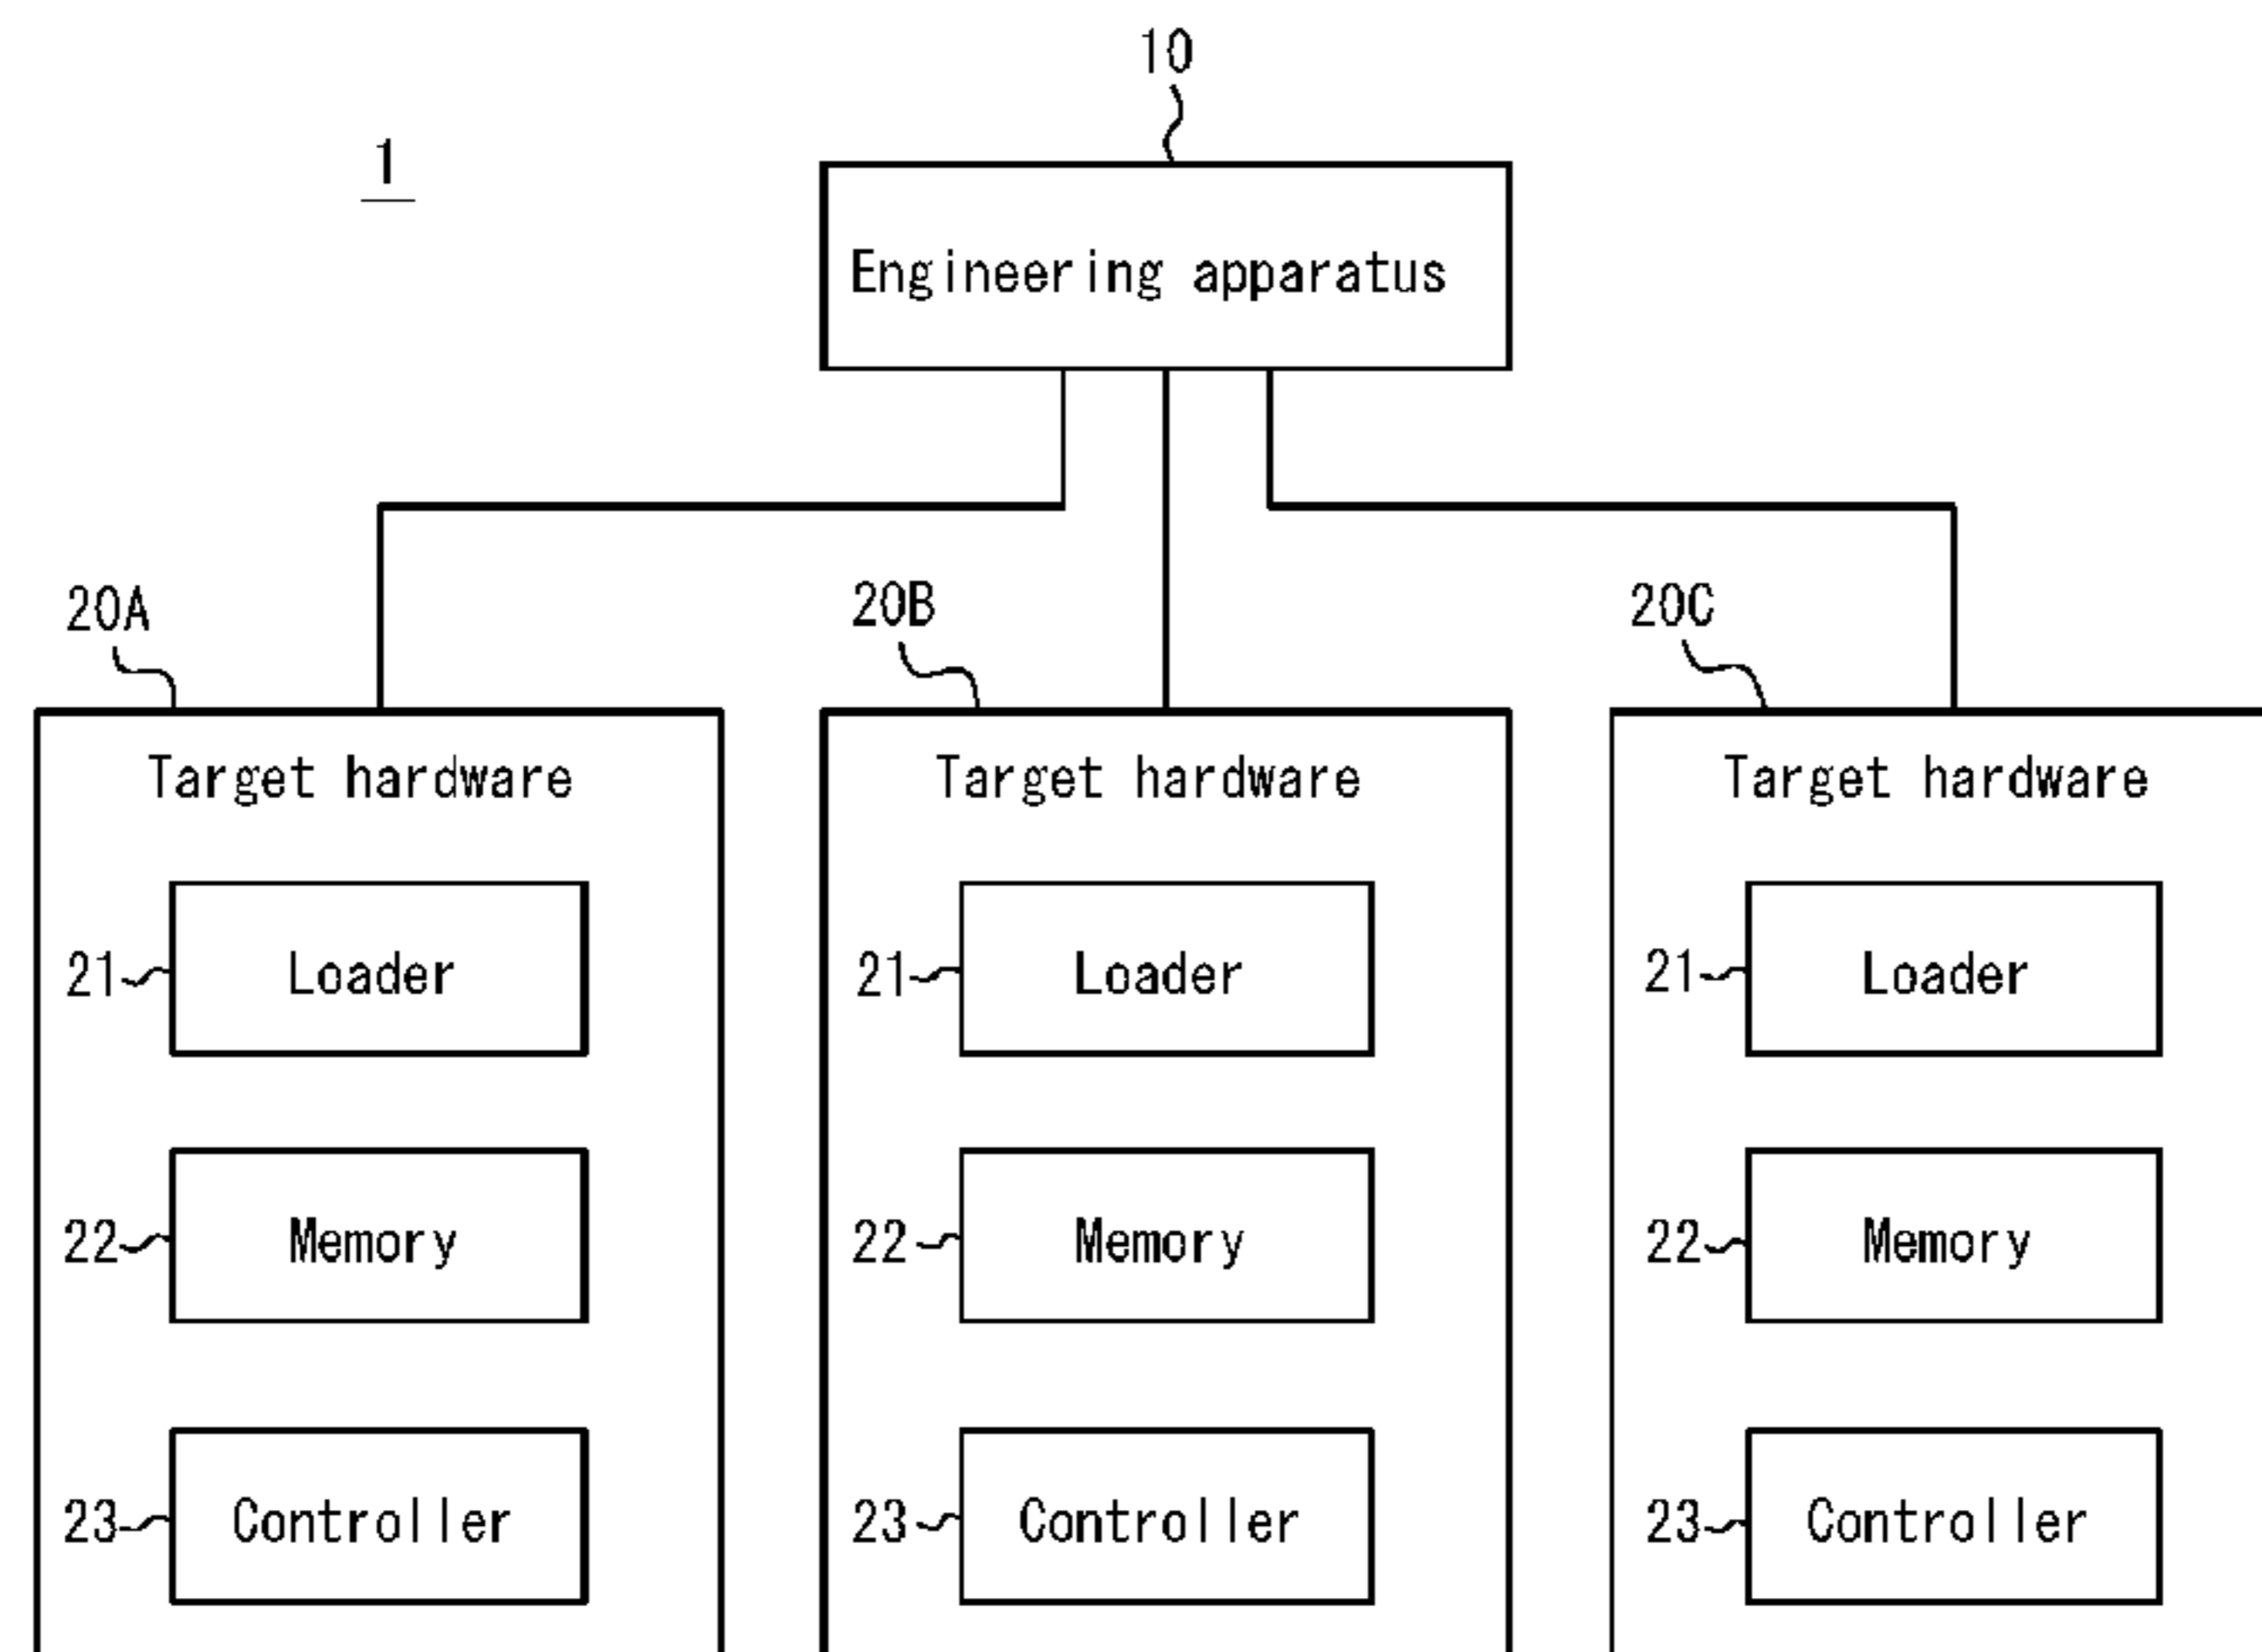 10
1
Engineering apparatus
20A
20B
20C
Target hardware
Target hardware
Target hardware
21
Loader
21
Loader
21
Loader
22
Memory
22
Memory
22
Memory
23
Controller
23
Controller
23
Controller